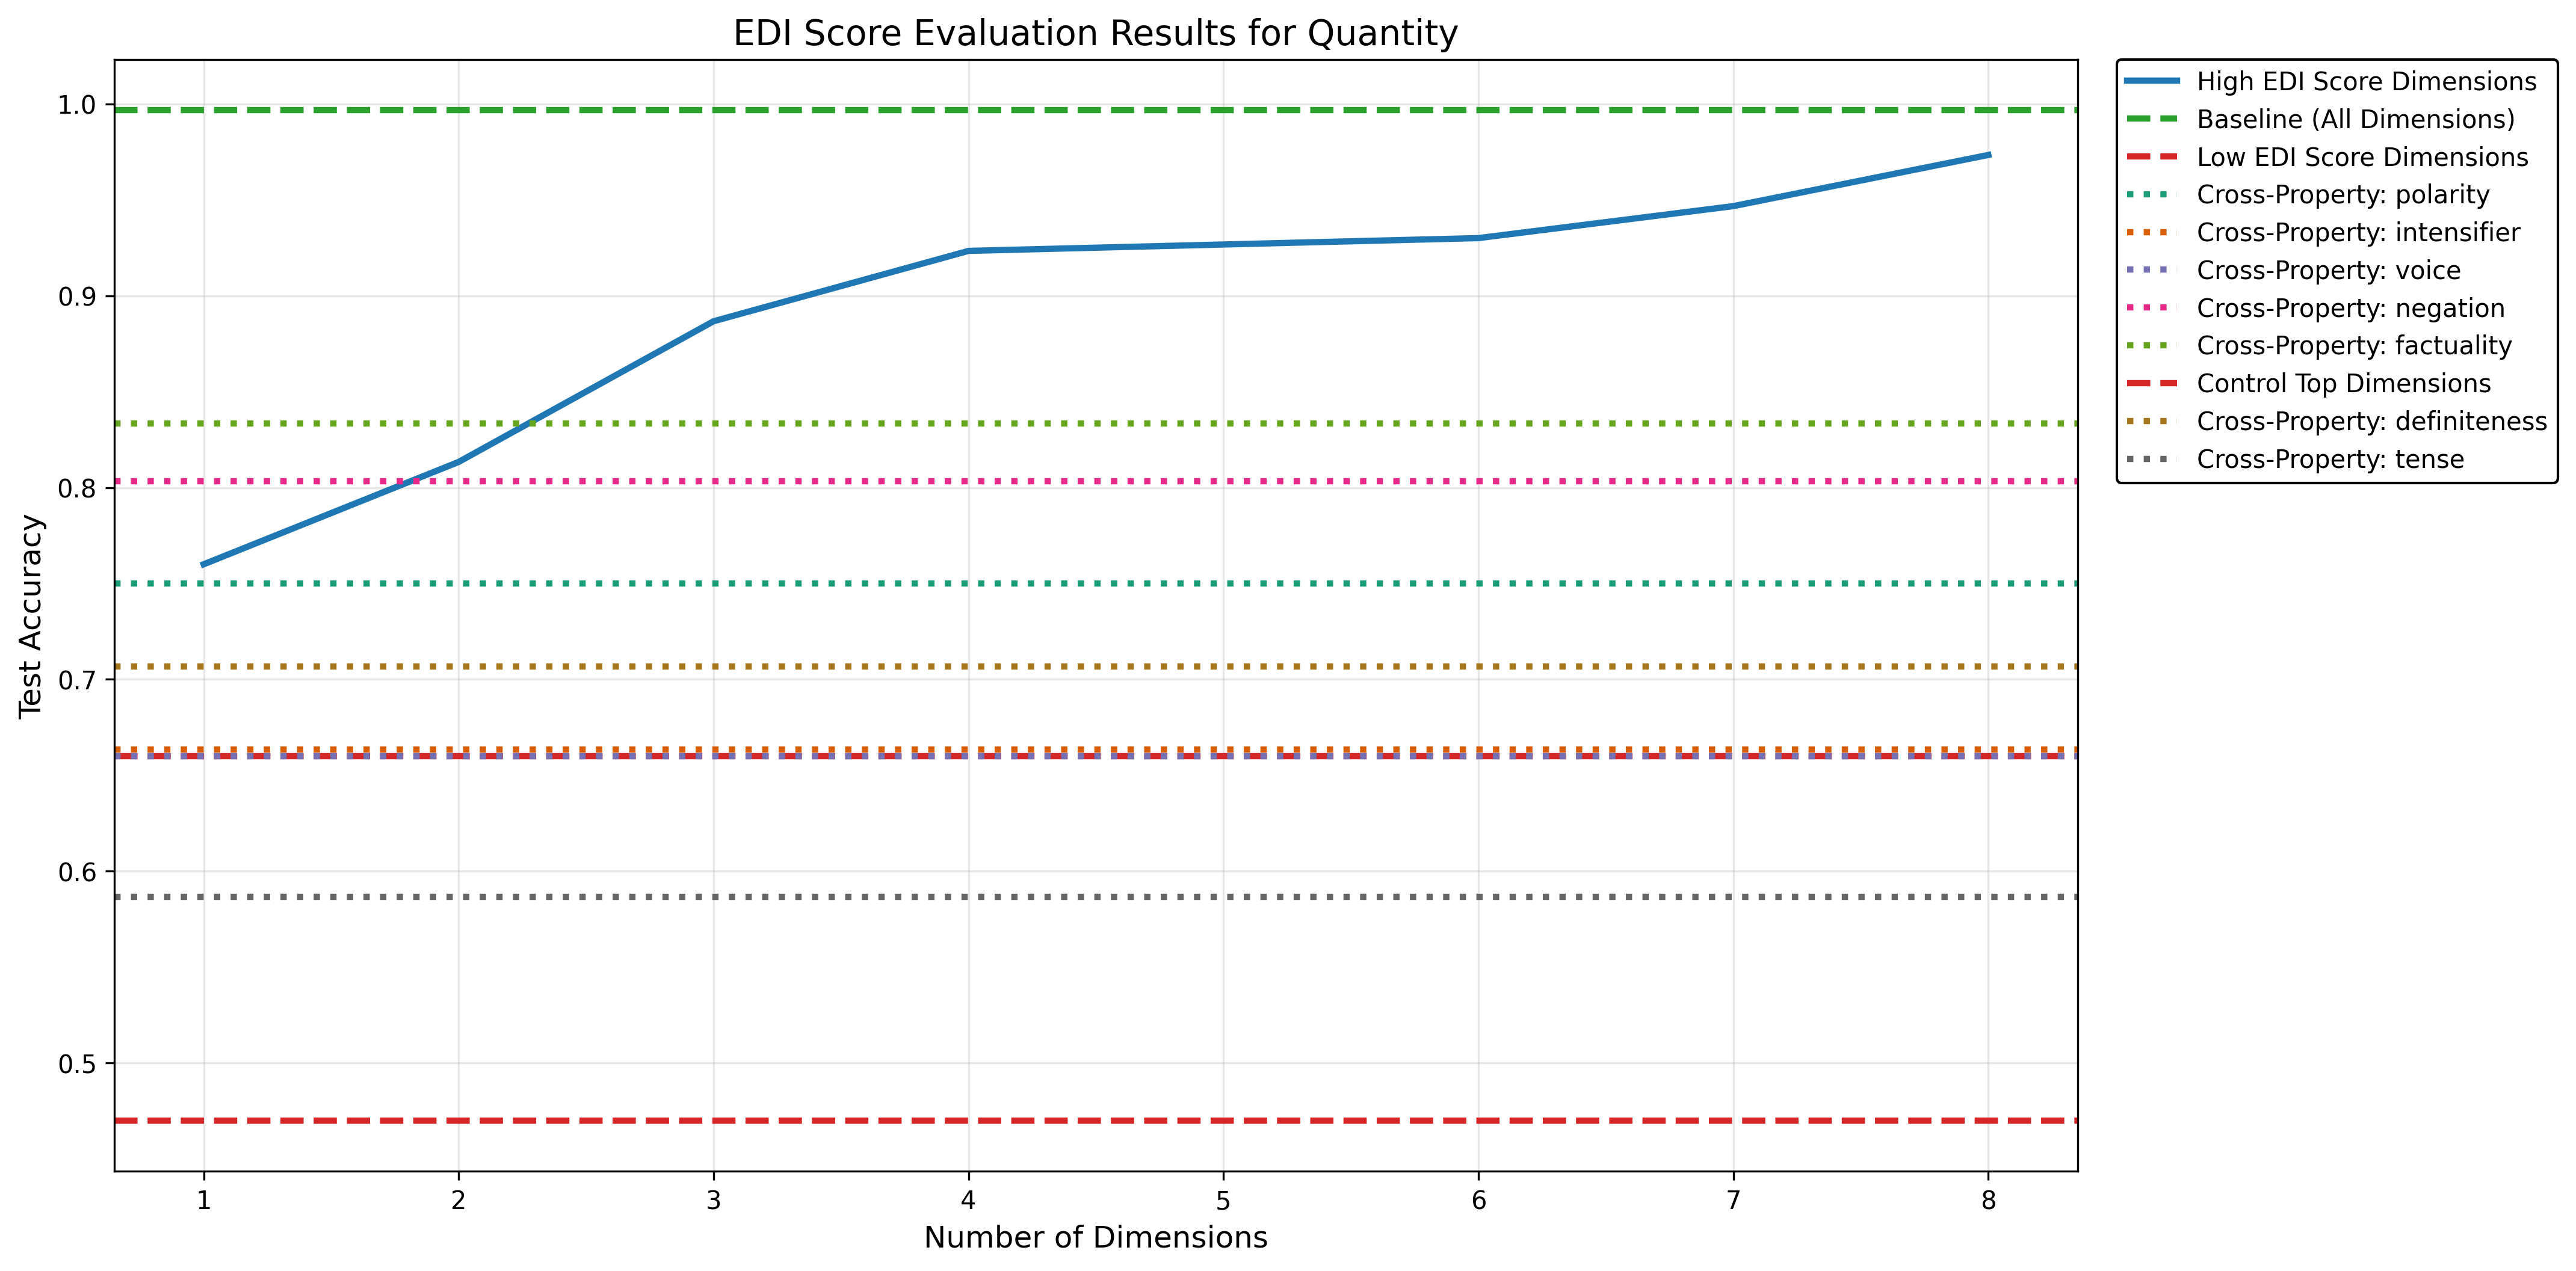 EDI Score Evaluation Results for Quantity
1.0
0.9
0.8
0.7
0.6
0.5
Test Accuracy
1 2 3 4 5 6 7 8
Number of Dimensions
High EDI Score Dimensions
Baseline (All Dimensions)
Low EDI Score Dimensions
Cross-Property: polarity
Cross-Property: intensifier
Cross-Property: voice
Cross-Property: negation
Cross-Property: factuality
Control Top Dimensions
Cross-Property: definiteness
Cross-Property: tense